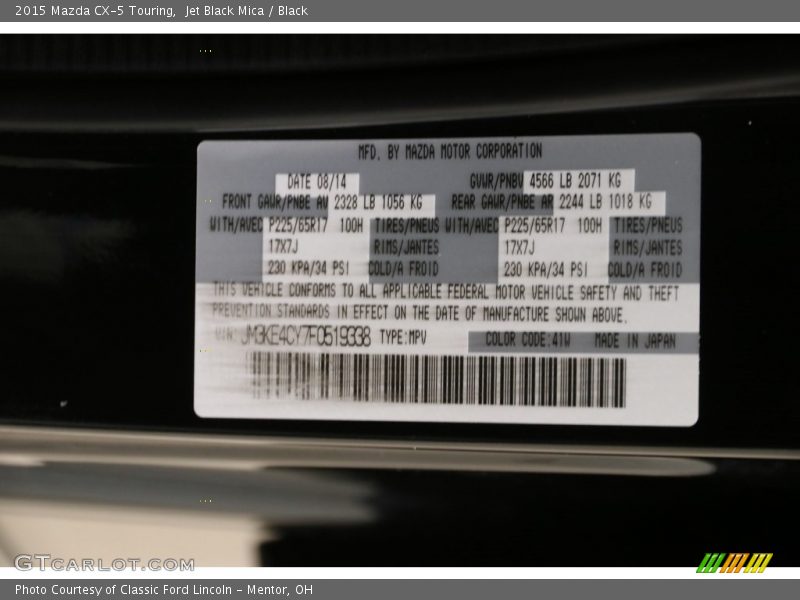 2015 Mazda CX-5 Touring, Jet Black Mica / Black
MFD. BY MAZDA MOTOR CORPORATION
DATE 08/14 GVWR/PNBV 4566 LB 2071 KG
FRONT GAWR/PNBE AV 2328 LB 1056 KG REAR GAWR/PNBE AR 2244 LB 1018 KG
WITH/AVEC P225/65R17 100H TIRES/PNEUS WITH/AVEC P225/65R17 100H TIRES/PNEUS
17X7J RIMS/JANTES 17X7J RIMS/JANTES
230 KPA/34 PSI COLD/A FROID 230 KPA/34 PSI COLD/A FROID
THIS VEHICLE CONFORMS TO ALL APPLICABLE FEDERAL MOTOR VEHICLE SAFETY AND THEFT
PREVENTION STANDARDS IN EFFECT ON THE DATE OF MANUFACTURE SHOWN ABOVE.
VIN: JM3KE4CY7F0519338 TYPE:MPV COLOR CODE:41W MADE IN JAPAN
GTCARLOT.COM
Photo Courtesy of Classic Ford Lincoln - Mentor, OH